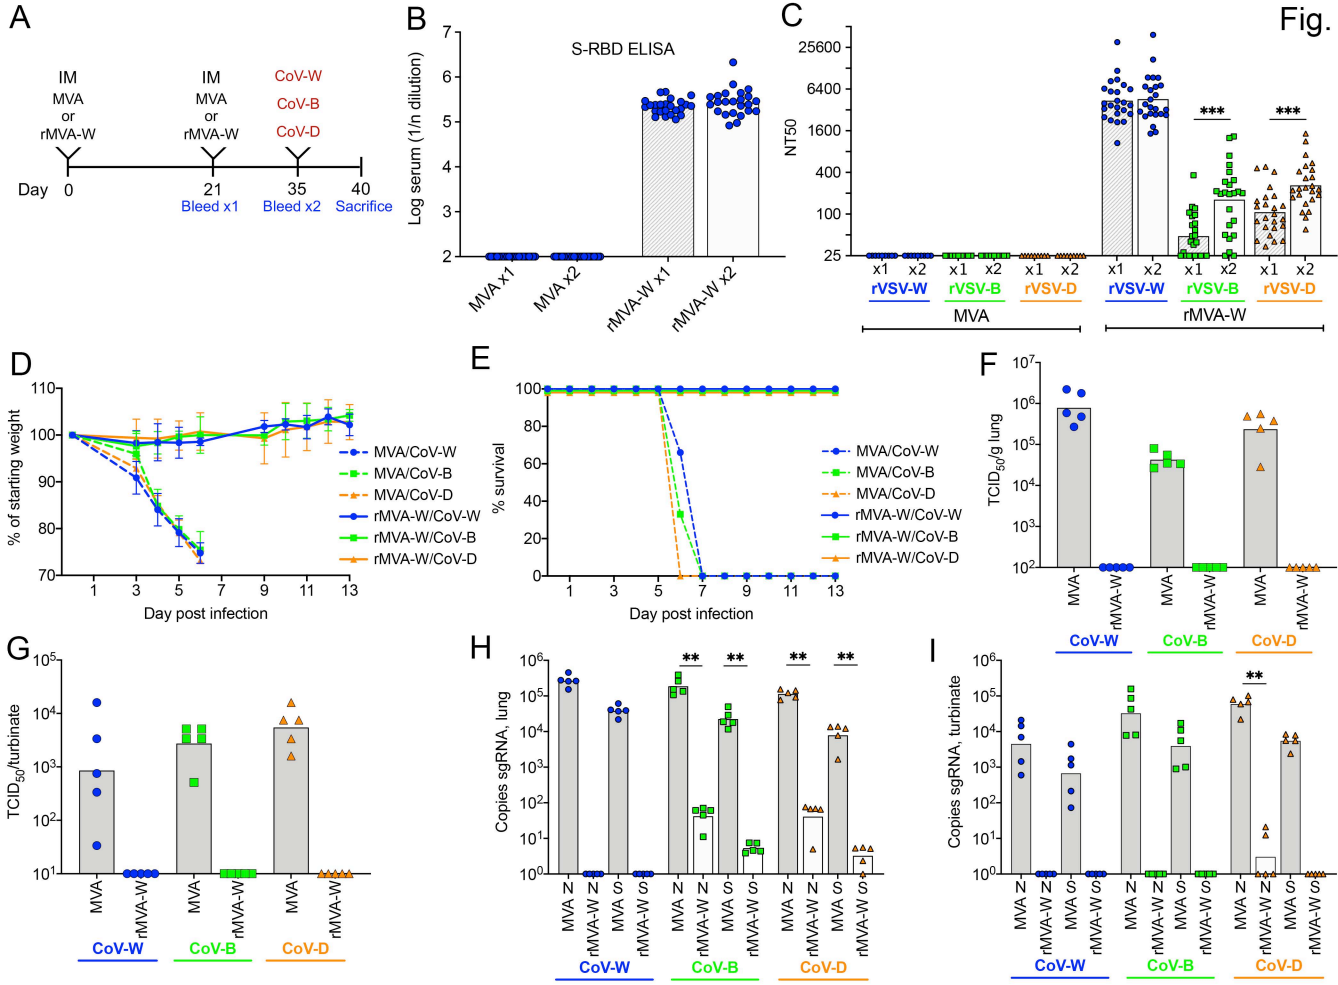 A
IM
MVA
or
rMVA-W
IM
MVA
or
rMVA-W
CoV-W
CoV-B
CoV-D
Day
0
21
35
40
Bleed x1
Bleed x2
Sacrifice
B
S-RBD ELISA
Log serum (1/n dilution)
7
6
5
4
3
2
MVA x1
MVA x2
rMVA-W x1
rMVA-W x2
C
Fig.
NT50
25600
6400
1600
400
100
25
x1 x2 x1 x2 x1 x2 x1 x2 x1 x2 x1 x2
rVSV-W rVSV-B rVSV-D rVSV-W rVSV-B rVSV-D
MVA
rMVA-W
*** ***
D
% of starting weight
110
100
90
80
70
1 3 5 7 9 11 13
Day post infection
MVA/CoV-W
MVA/CoV-B
MVA/CoV-D
rMVA-W/CoV-W
rMVA-W/CoV-B
rMVA-W/CoV-D
E
% survival
100
80
60
40
20
0
1 3 5 7 9 11 13
Day post infection
MVA/CoV-W
MVA/CoV-B
MVA/CoV-D
rMVA-W/CoV-W
rMVA-W/CoV-B
rMVA-W/CoV-D
F
TCID50/g lung
10^7
10^6
10^5
10^4
10^3
10^2
MVA rMVA-W MVA rMVA-W MVA rMVA-W
CoV-W CoV-B CoV-D
G
TCID50/turbinate
10^5
10^4
10^3
10^2
10^1
MVA rMVA-W MVA rMVA-W MVA rMVA-W
CoV-W CoV-B CoV-D
H
Copies sgRNA, lung
10^6
10^5
10^4
10^3
10^2
10^1
10^0
** ** ** **
MVA N rMVA-W N MVA S rMVA-W S MVA N rMVA-W N MVA S rMVA-W S MVA N rMVA-W N MVA S rMVA-W S
CoV-W CoV-B CoV-D
I
Copies sgRNA, turbinate
10^6
10^5
10^4
10^3
10^2
10^1
10^0
**
MVA N rMVA-W N MVA S rMVA-W S MVA N rMVA-W N MVA S rMVA-W S MVA N rMVA-W N MVA S rMVA-W S
CoV-W CoV-B CoV-D